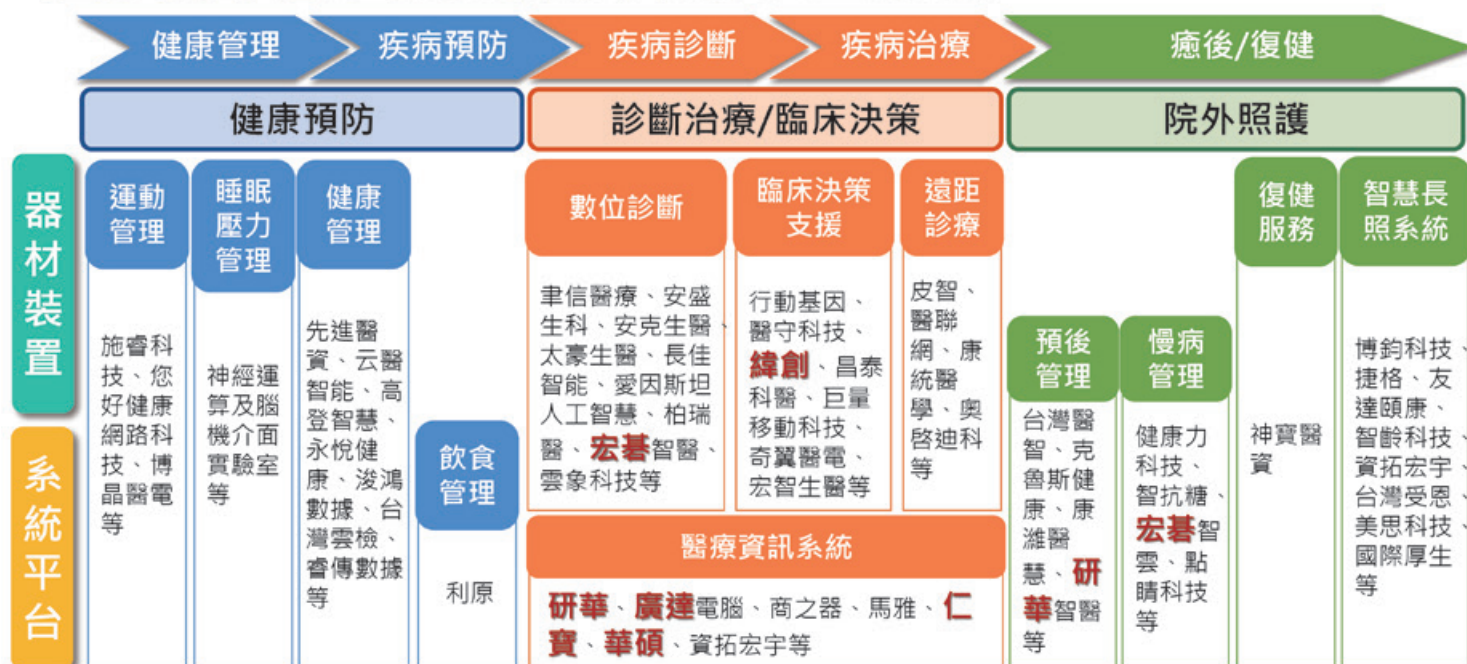 健康管理
疾病預防
疾病診斷
疾病治療
癒後/復健
健康預防
診斷治療/臨床決策
院外照護
器材裝置
系統平台
運動
管理
施睿科
技、您
好健康
網路科
技、博
晶醫電
等
睡眠
壓力
管理
神經運
算及腦
機介面
實驗室
等
健康
管理
先進醫
資、云醫
智能、高
登智慧、
永悅健
康、浚鴻
數據、台
灣雲檢、
睿傳數據
等
飲食
管理
利原
數位診斷
聿信醫療、安盛
生科、安克生醫、
太豪生醫、長佳
智能、愛因斯坦
人工智慧、柏瑞
醫、宏碁智醫、
雲象科技等
臨床決策
支援
行動基因、
醫守科技、
緯創、昌泰
科醫、巨量
移動科技、
奇翼醫電、
宏智生醫等
遠距
診療
皮智、
醫聯
網、康
統醫
學、奧
啓迪科
等
醫療資訊系統
研華、廣達電腦、商之器、馬雅、仁
寶、華碩、資拓宏宇等
預後
管理
台灣醫
智、克
魯斯健
康、康
濰醫
慧、研
華智醫
等
慢病
管理
健康力
科技、
智抗糖、
宏碁智
雲、點
睛科技
等
復健
服務
神寶醫
資
智慧長
照系統
博鈞科技、
捷格、友
達頤康、
智齡科技、
資拓宏宇、
台灣受恩、
美思科技、
國際厚生
等